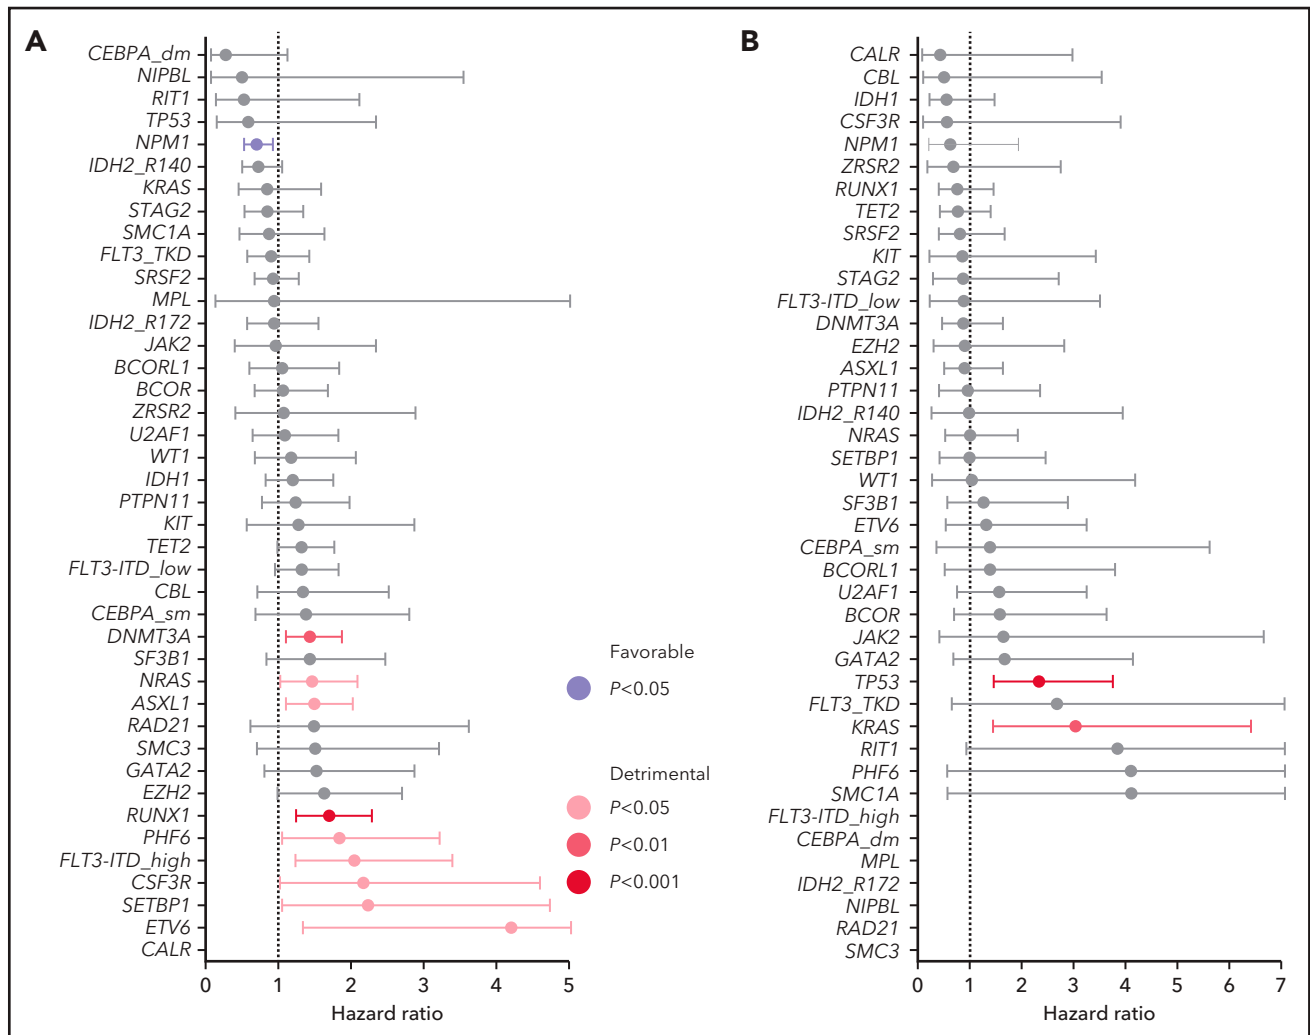 A
CEBPA_dm
NIPBL
RIT1
TP53
NPM1
IDH2_R140
KRAS
STAG2
SMC1A
FLT3_TKD
SRSF2
MPL
IDH2_R172
JAK2
BCORL1
BCOR
ZRSR2
U2AF1
WT1
IDH1
PTPN11
KIT
TET2
FLT3-ITD_low
CBL
CEBPA_sm
DNMT3A
SF3B1
NRAS
ASXL1
RAD21
SMC3
GATA2
EZH2
RUNX1
PHF6
FLT3-ITD_high
CSF3R
SETBP1
ETV6
CALR
0 1 2 3 4 5
Hazard ratio
Favorable
P<0.05
Detrimental
P<0.05
P<0.01
P<0.001
B
CALR
CBL
IDH1
CSF3R
NPM1
ZRSR2
RUNX1
TET2
SRSF2
KIT
STAG2
FLT3-ITD_low
DNMT3A
EZH2
ASXL1
PTPN11
IDH2_R140
NRAS
SETBP1
WT1
SF3B1
ETV6
CEBPA_sm
BCORL1
U2AF1
BCOR
JAK2
GATA2
TP53
FLT3_TKD
KRAS
RIT1
PHF6
SMC1A
FLT3-ITD_high
CEBPA_dm
MPL
IDH2_R172
NIPBL
RAD21
SMC3
0 1 2 3 4 5 6 7
Hazard ratio